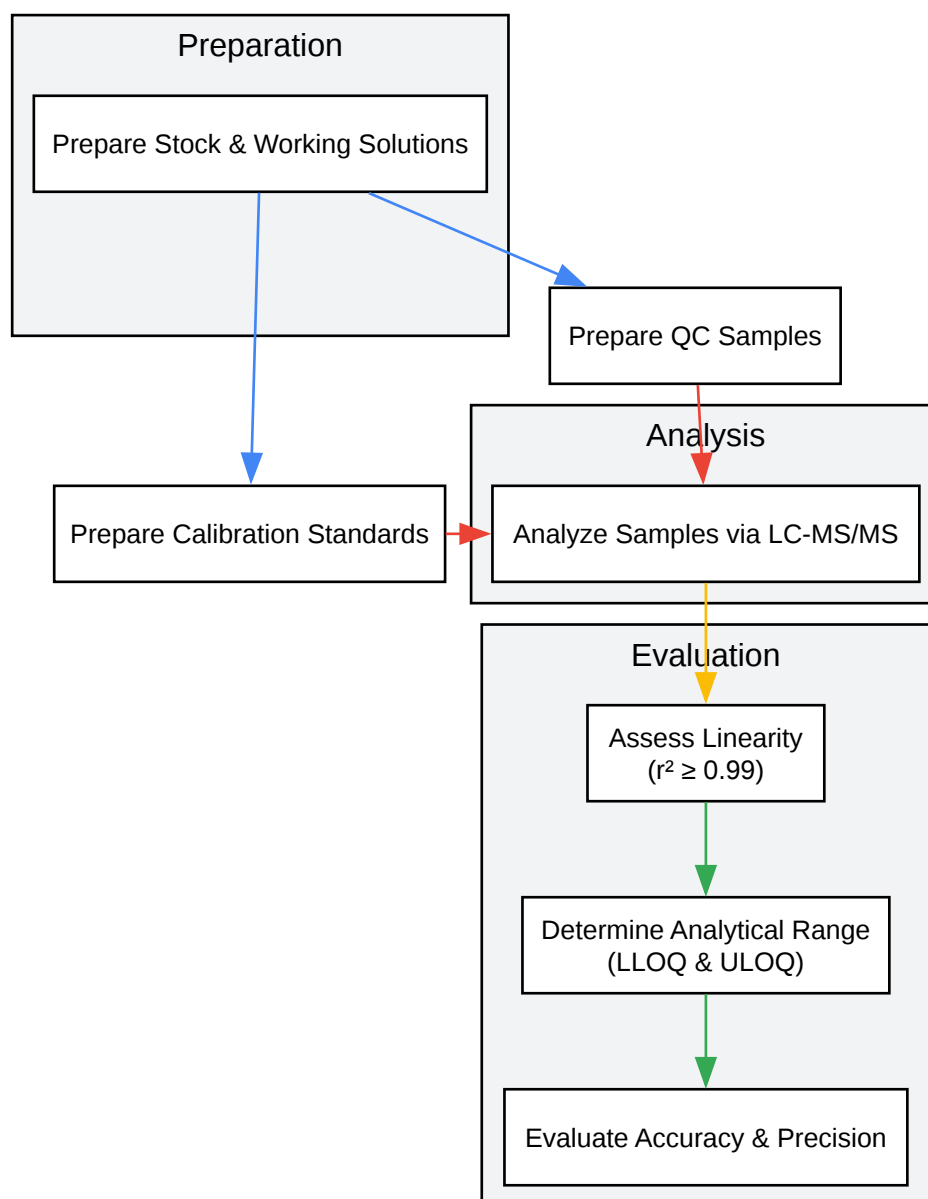 Preparation
Prepare Stock & Working Solutions
Prepare QC Samples
Analysis
Prepare Calibration Standards
Analyze Samples via LC-MS/MS
Evaluation
Assess Linearity
(r² ≥ 0.99)
Determine Analytical Range
(LLOQ & ULOQ)
Evaluate Accuracy & Precision